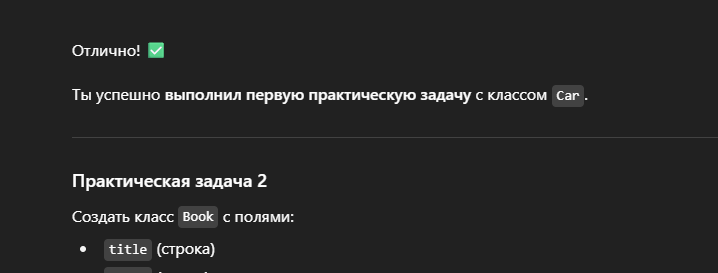 Отлично! ✅
Ты успешно выполнил первую практическую задачу с классом Car.
Практическая задача 2
Создать класс Book с полями:
• title (строка)